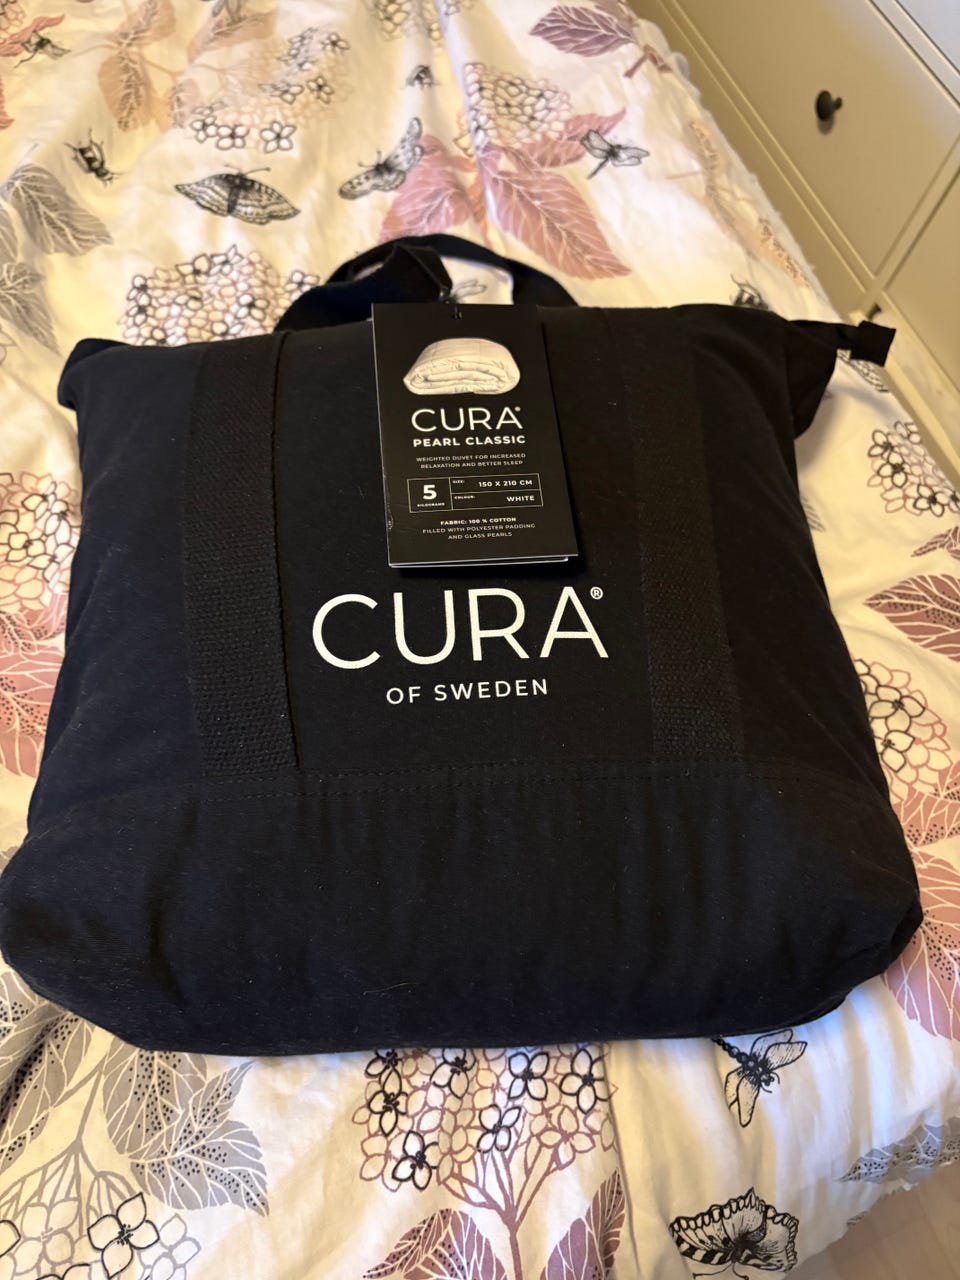 CURA®
PEARL CLASSIC
WEIGHTED DUVET FOR INCREASED
RELAXATION AND BETTER SLEEP
5
KILOGRAMS
SIZE: 150 X 210 CM
COLOUR: WHITE
FABRIC: 100 % COTTON
FILLED WITH POLYESTER PADDING
AND GLASS PEARLS
CURA®
OF SWEDEN